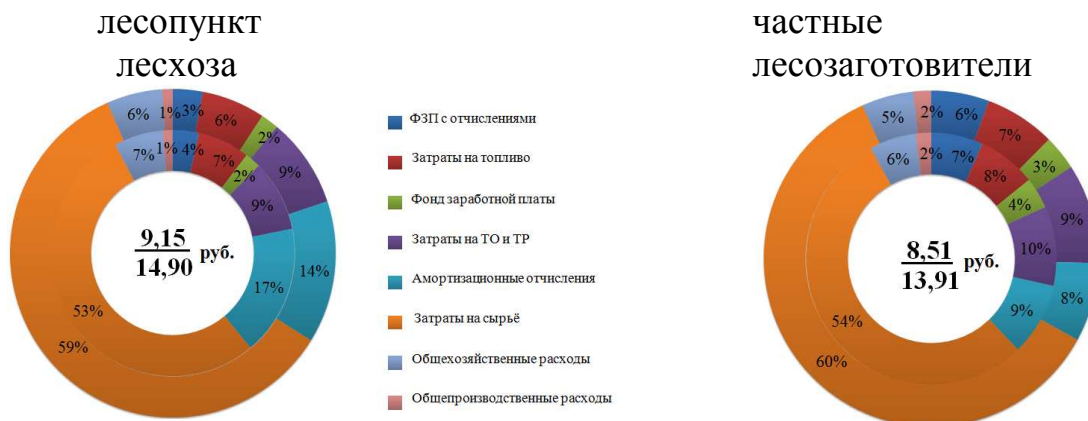 лесопункт
лесхоза
6%
1%
3%
6%
2%
9%
14%
59%
7%
1%
4%
7%
2%
9%
17%
53%
9,15
14,90 руб.
ФЗП с отчислениями
Затраты на топливо
Фонд заработной платы
Затраты на ТО и ТР
Амортизационные отчисления
Затраты на сырьё
Общехозяйственные расходы
Общепроизводственные расходы
частные
лесозаготовители
5%
2%
6%
7%
3%
9%
8%
60%
6%
2%
7%
8%
4%
10%
9%
54%
8,51
13,91 руб.